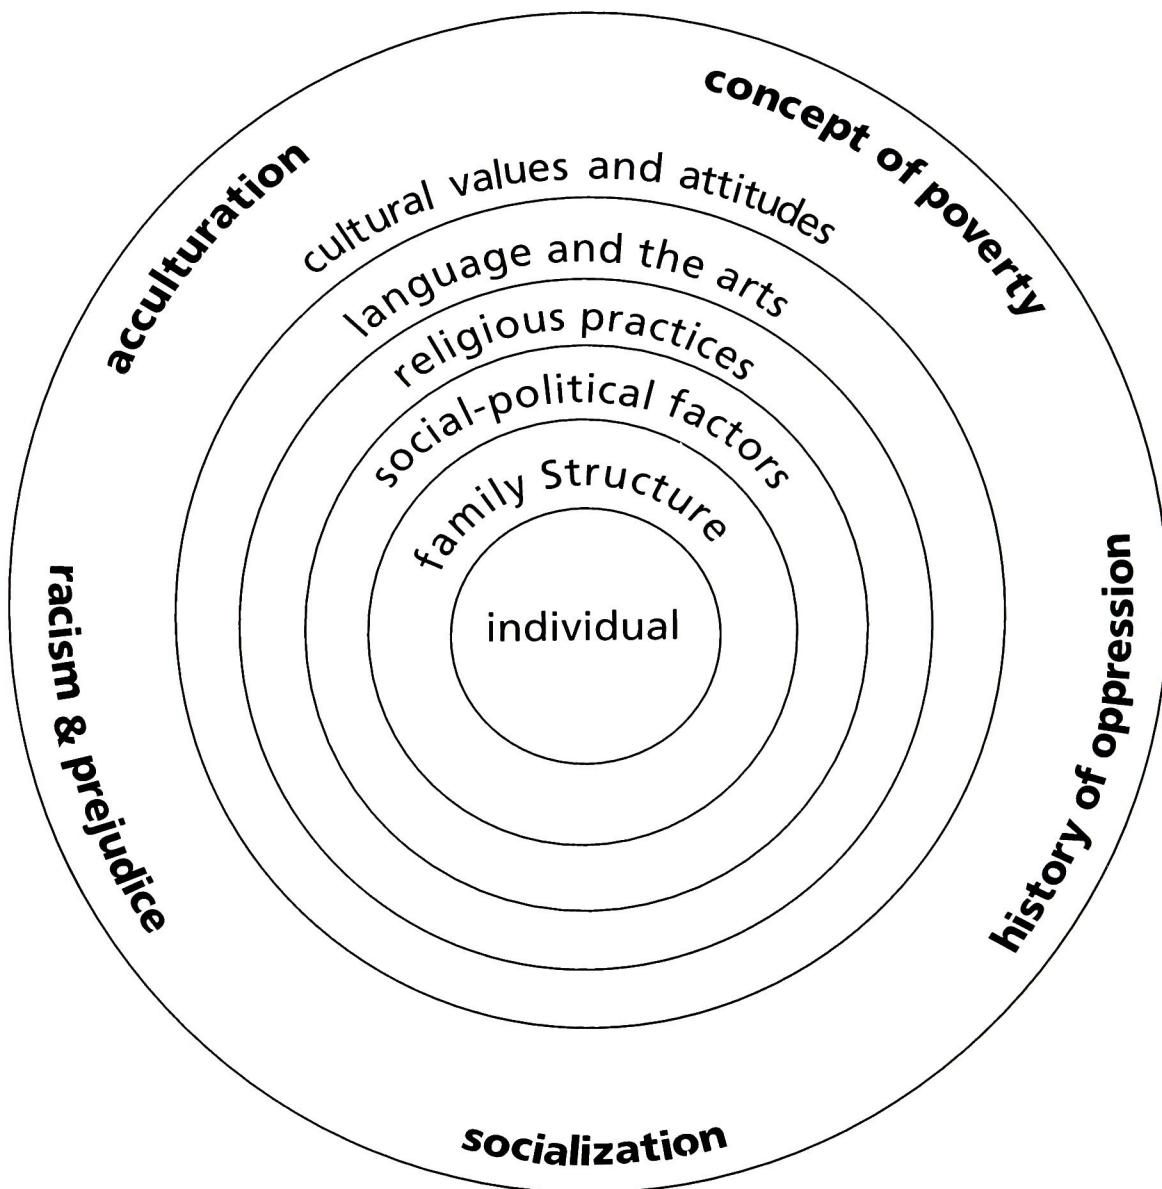 concept of poverty
acculturation
cultural values and attitudes
language and the arts
religious practices
social-political factors
family Structure
individual
racism & prejudice
history of oppression
socialization